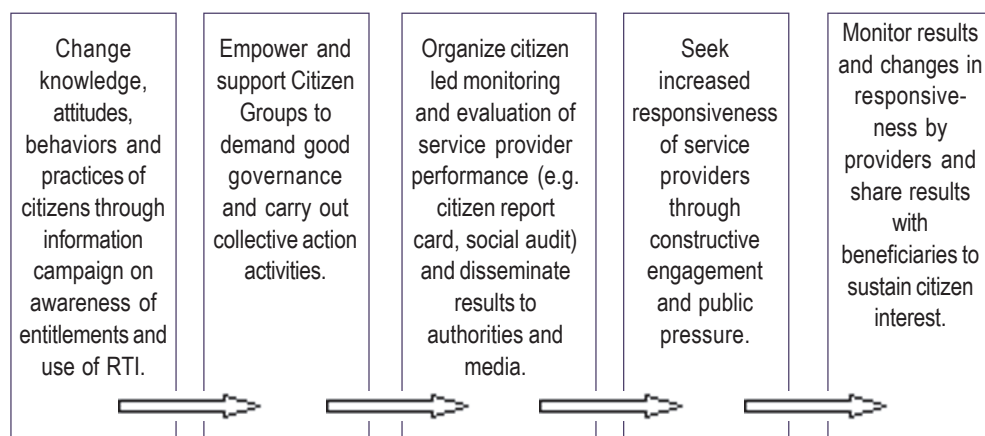 Change
knowledge,
attitudes,
behaviors and
practices of
citizens through
information
campaign on
awareness of
entitlements and
use of RTI.
Empower and
support Citizen
Groups to
demand good
governance
and carry out
collective action
activities.
Organize citizen
led monitoring
and evaluation of
service provider
performance (e.g.
citizen report
card, social audit)
and disseminate
results to
authorities and
media.
Seek
increased
responsiveness
of service
providers
through
constructive
engagement
and public
pressure.
Monitor results
and changes in
responsive-
ness by
providers and
share results
with
beneficiaries to
sustain citizen
interest.